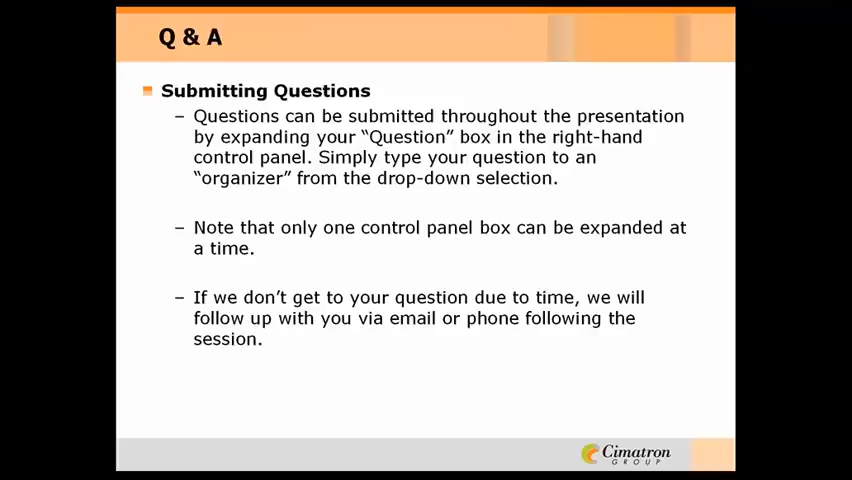 Q & A
Submitting Questions
– Questions can be submitted throughout the presentation
by expanding your “Question” box in the right-hand
control panel. Simply type your question to an
“organizer” from the drop-down selection.
– Note that only one control panel box can be expanded at
a time.
– If we don’t get to your question due to time, we will
follow up with you via email or phone following the
session.
Cimatron
GROUP